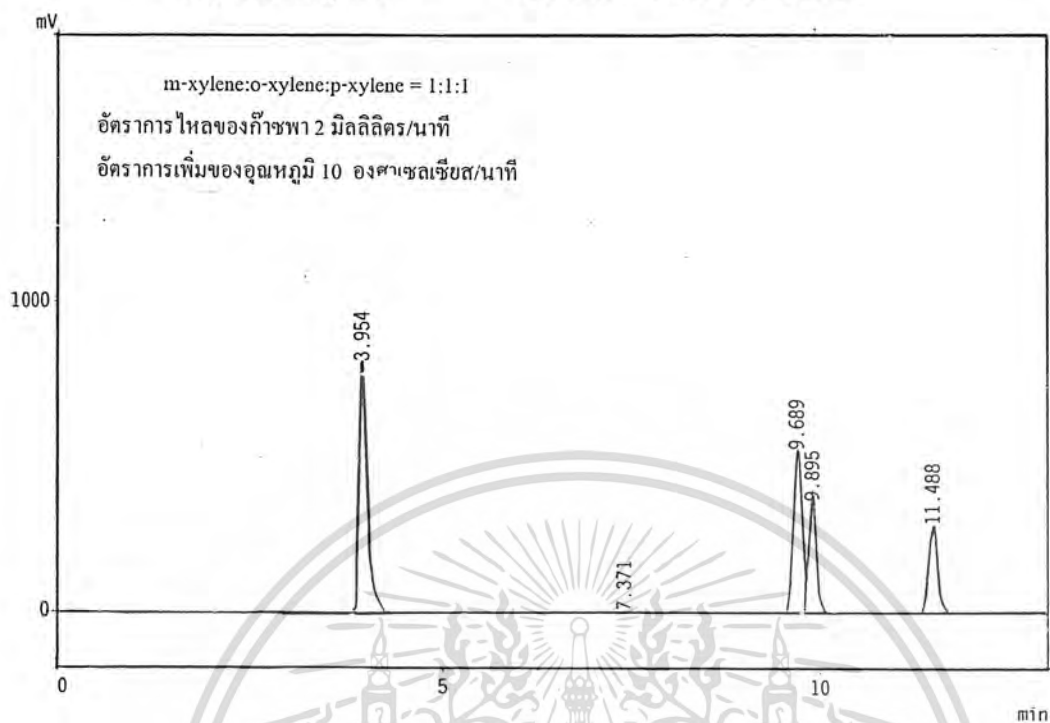 mV
m-xylene:o-xylene:p-xylene = 1:1:1
อัตราการไหลของก๊าซพา 2 มิลลิลิตร/นาที
อัตราการเพิ่มของอุณหภูมิ 10 องศาเซลเซียส/นาที
1000
3.954
9.689
9.895
11.488
7.371
0
0
5
10
min